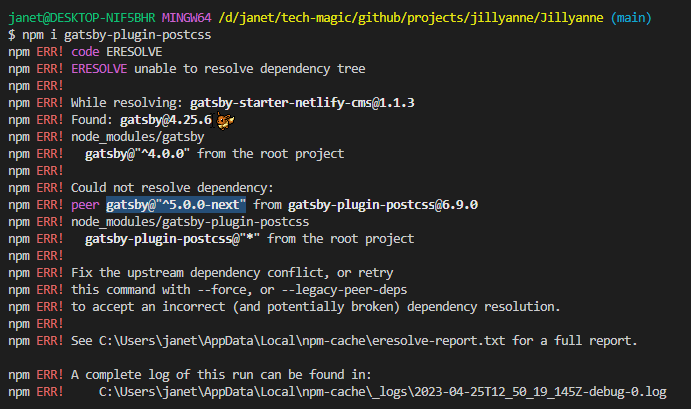 janet@DESKTOP-NIF5BHR MINGW64 /d/janet/tech-magic/github/projects/jillyanne/Jillyanne (main)
$ npm i gatsby-plugin-postcss
npm ERR! code ERESOLVE
npm ERR! ERESOLVE unable to resolve dependency tree
npm ERR!
npm ERR! While resolving: gatsby-starter-netlify-cms@1.1.3
npm ERR! Found: gatsby@4.25.6
npm ERR! node_modules/gatsby
npm ERR!   gatsby@"^4.0.0" from the root project
npm ERR!
npm ERR! Could not resolve dependency:
npm ERR! peer gatsby@"^5.0.0-next" from gatsby-plugin-postcss@6.9.0
npm ERR! node_modules/gatsby-plugin-postcss
npm ERR!   gatsby-plugin-postcss@"*" from the root project
npm ERR!
npm ERR! Fix the upstream dependency conflict, or retry
npm ERR! this command with --force, or --legacy-peer-deps
npm ERR! to accept an incorrect (and potentially broken) dependency resolution.
npm ERR!
npm ERR! See C:\Users\janet\AppData\Local\npm-cache\eresolve-report.txt for a full report.

npm ERR! A complete log of this run can be found in:
npm ERR!     C:\Users\janet\AppData\Local\npm-cache\_logs\2023-04-25T12_50_19_145Z-debug-0.log